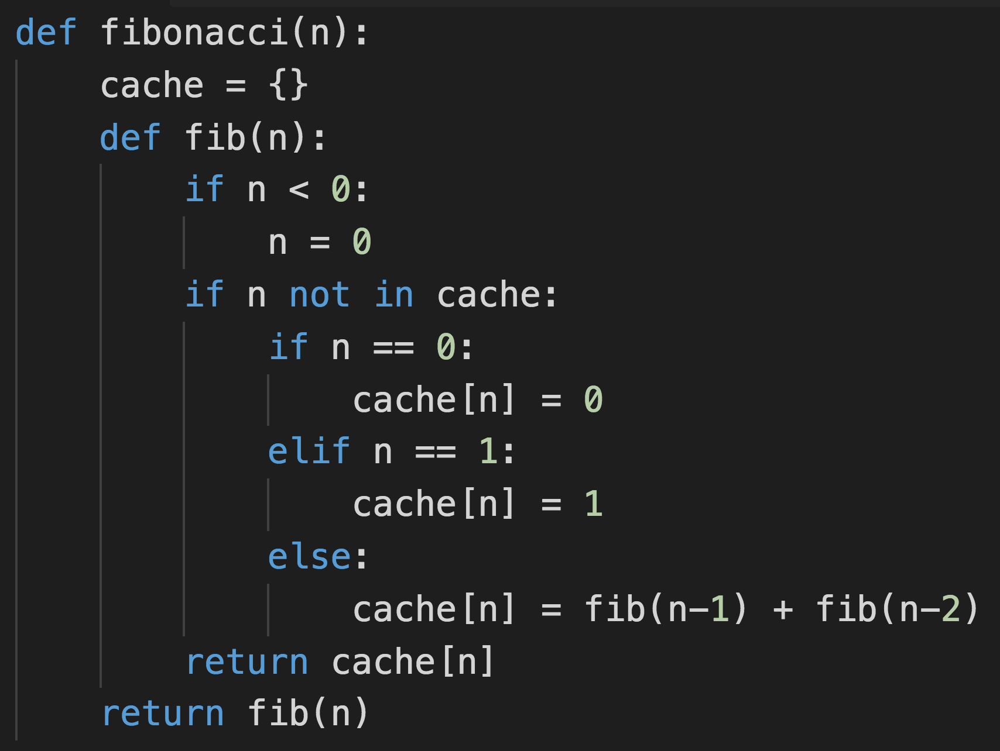 def fibonacci(n):
    cache = {}
    def fib(n):
        if n < 0:
            n = 0
        if n not in cache:
            if n == 0:
                cache[n] = 0
            elif n == 1:
                cache[n] = 1
            else:
                cache[n] = fib(n-1) + fib(n-2)
        return cache[n]
    return fib(n)